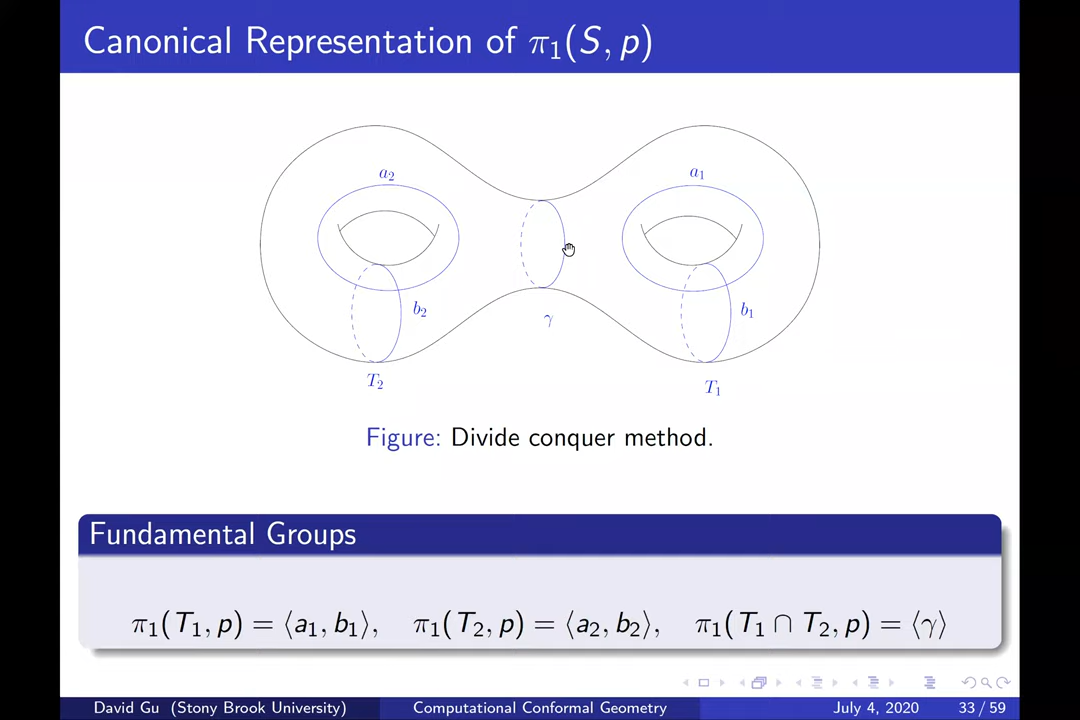 Canonical Representation of π₁(S, p)
a₂ a₁
b₂ b₁
γ
T₂ T₁
Figure: Divide conquer method.
Fundamental Groups
π₁(T₁, p) = ⟨a₁, b₁⟩, π₁(T₂, p) = ⟨a₂, b₂⟩, π₁(T₁ ∩ T₂, p) = ⟨γ⟩
David Gu (Stony Brook University) Computational Conformal Geometry July 4, 2020 33 / 59